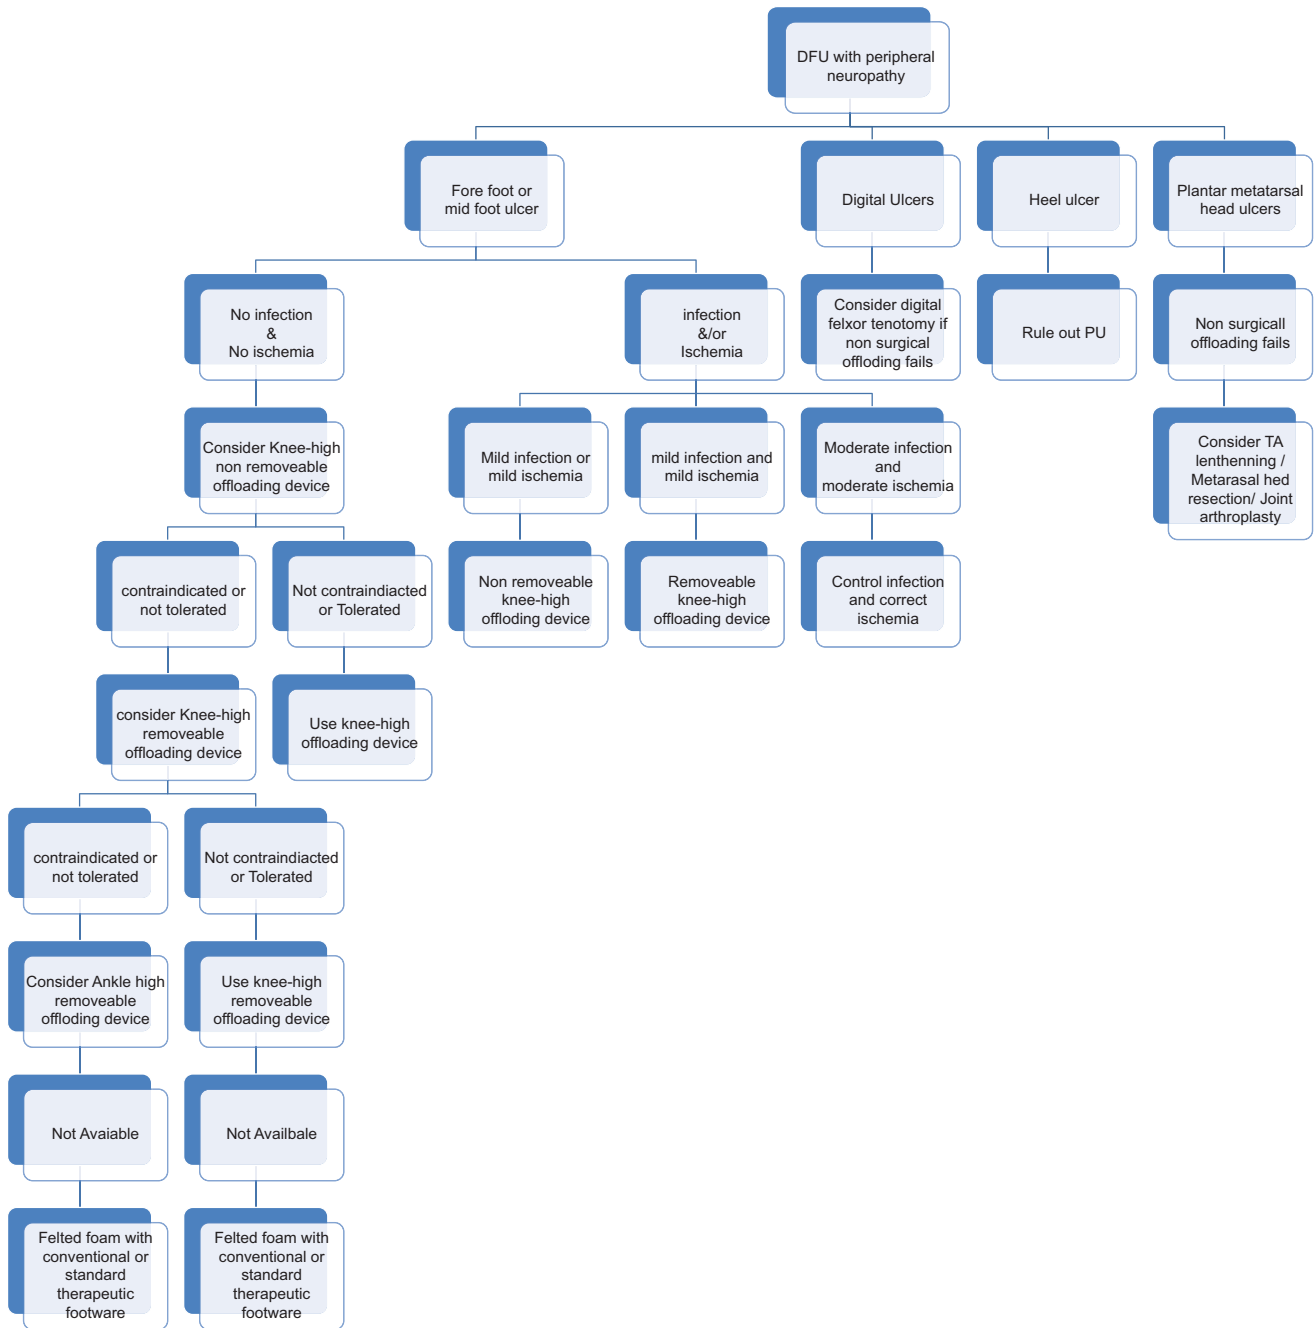 DFU with peripheral
neuropathy
Fore foot or
mid foot ulcer
Digital Ulcers
Heel ulcer
Plantar metatarsal
head ulcers
No infection
&
No ischemia
infection
&/or
Ischemia
Consider digital
felxor tenotomy if
non surgical
offloding fails
Rule out PU
Non surgicall
offloading fails
Consider Knee-high
non removeable
offloading device
Mild infection or
mild ischemia
mild infection and
mild ischemia
Moderate infection
and
moderate ischemia
Consider TA
lenthenning /
Metarasal hed
resection/ Joint
arthroplasty
contraindicated or
not tolerated
Not contraindiacted
or Tolerated
Non removeable
knee-high
offloding device
Removeable
knee-high
offloading device
Control infection
and correct
ischemia
consider Knee-high
removeable
offloading device
Use knee-high
offloading device
contraindicated or
not tolerated
Not contraindiacted
or Tolerated
Consider Ankle high
removeable
offloding device
Use knee-high
removeable
offloading device
Not Avaiable
Not Availbale
Felted foam with
conventional or
standard
therapeutic
footware
Felted foam with
conventional or
standard
therapeutic
footware